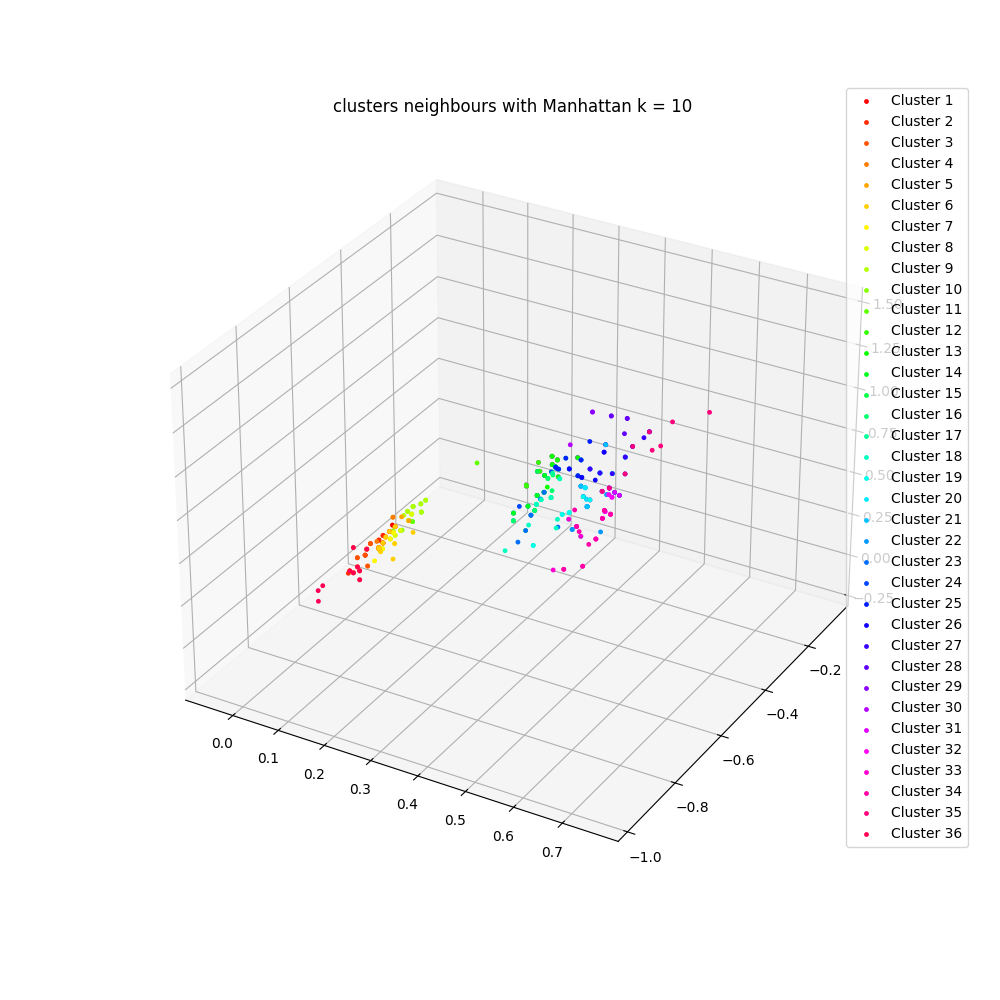 clusters neighbours with Manhattan k = 10
Cluster 1
Cluster 2
Cluster 3
Cluster 4
Cluster 5
Cluster 6
Cluster 7
Cluster 8
Cluster 9
Cluster 10
Cluster 11
Cluster 12
Cluster 13
Cluster 14
Cluster 15
Cluster 16
Cluster 17
Cluster 18
Cluster 19
Cluster 20
Cluster 21
Cluster 22
Cluster 23
Cluster 24
Cluster 25
Cluster 26
Cluster 27
Cluster 28
Cluster 29
Cluster 30
Cluster 31
Cluster 32
Cluster 33
Cluster 34
Cluster 35
Cluster 36
1.50
1.25
1.00
0.75
0.50
0.25
0.00
−0.25
−0.2
−0.4
−0.6
−0.8
−1.0
0.0
0.1
0.2
0.3
0.4
0.5
0.6
0.7